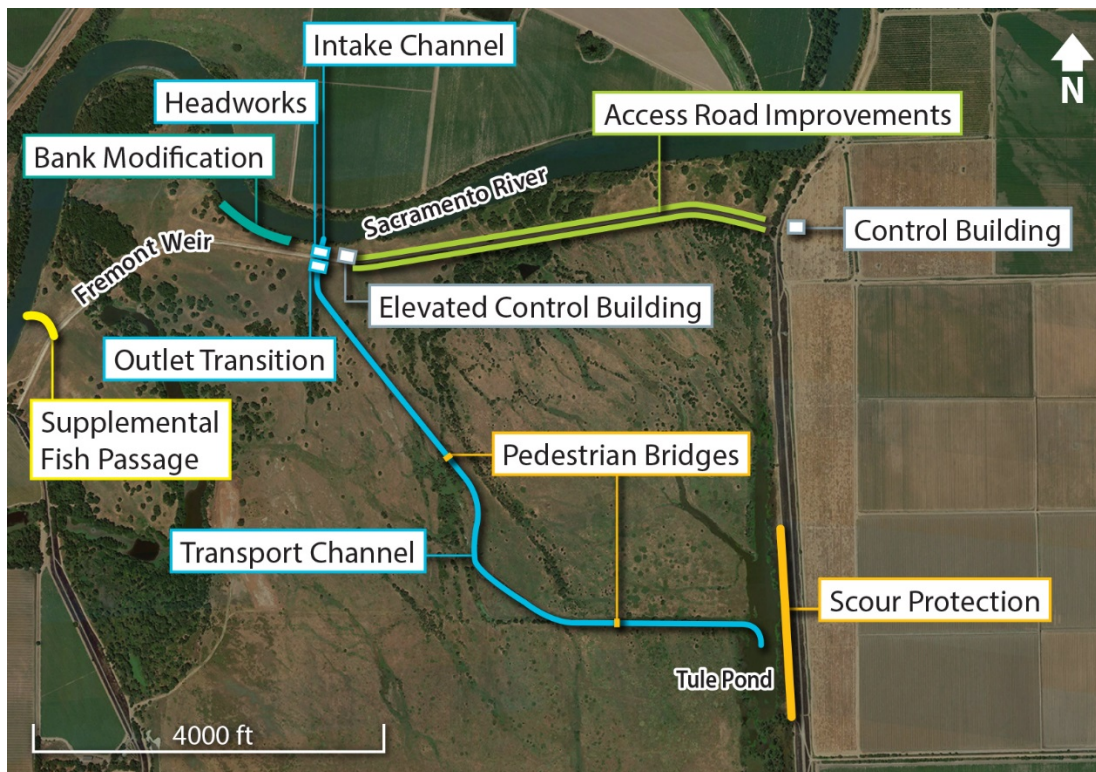 Intake Channel
Headworks
Bank Modification
Access Road Improvements
N
Sacramento River
Control Building
Fremont Weir
Elevated Control Building
Outlet Transition
Supplemental
Fish Passage
Pedestrian Bridges
Transport Channel
Scour Protection
Tule Pond
4000 ft